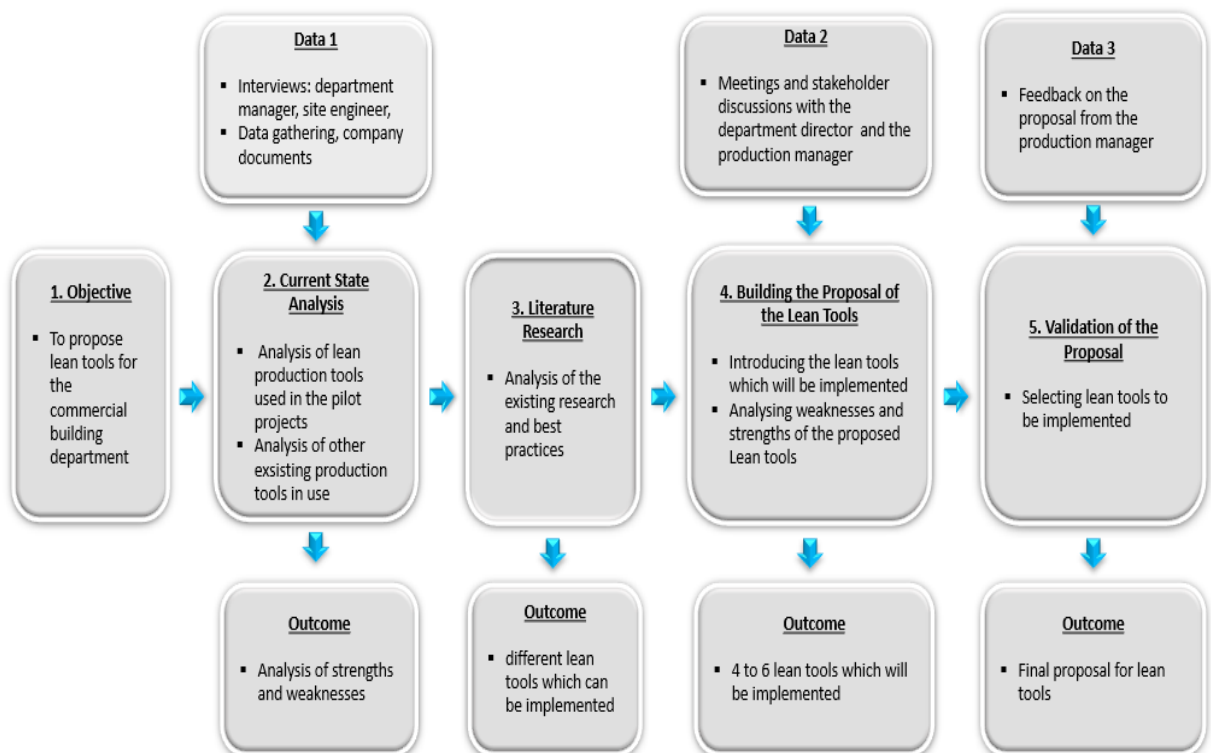 Data 1
▪ Interviews: department
manager, site engineer,
▪ Data gathering, company
documents
Data 2
▪ Meetings and stakeholder
discussions with the
department director and the
production manager
Data 3
▪ Feedback on the
proposal from the
production manager
1. Objective
▪ To propose
lean tools for
the
commercial
building
department
2. Current State
Analysis
▪ Analysis of lean
production tools
used in the pilot
projects
▪ Analysis of other
exsisting production
tools in use
3. Literature
Research
▪ Analysis of the
existing research
and best
practices
4. Building the Proposal of
the Lean Tools
▪ Introducing the lean tools
which will be implemented
▪ Analysing weaknesses and
strengths of the proposed
Lean tools
5. Validation of the
Proposal
▪ Selecting lean tools to
be implemented
Outcome
▪ Analysis of strengths
and weaknesses
Outcome
▪ different lean
tools which can
be implemented
Outcome
▪ 4 to 6 lean tools which will
be implemented
Outcome
▪ Final proposal for lean
tools